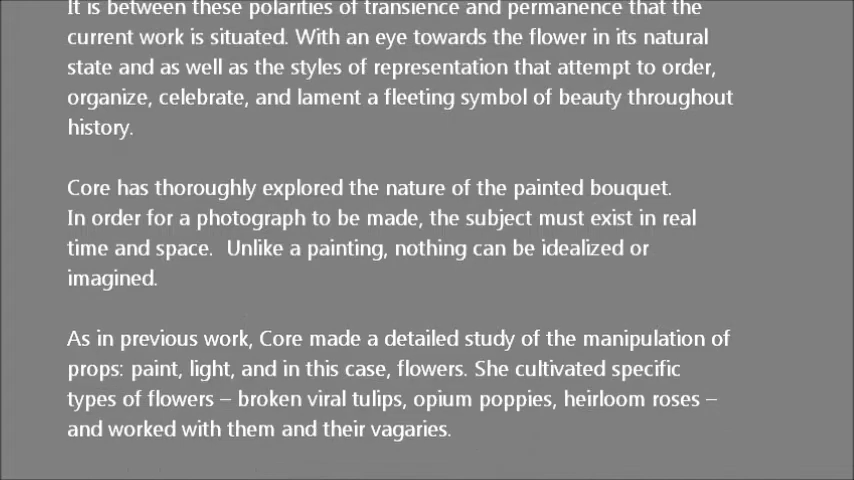 It is between these polarities of transience and permanence that the
current work is situated. With an eye towards the flower in its natural
state and as well as the styles of representation that attempt to order,
organize, celebrate, and lament a fleeting symbol of beauty throughout
history.
Core has thoroughly explored the nature of the painted bouquet.
In order for a photograph to be made, the subject must exist in real
time and space.  Unlike a painting, nothing can be idealized or
imagined.
As in previous work, Core made a detailed study of the manipulation of
props: paint, light, and in this case, flowers. She cultivated specific
types of flowers – broken viral tulips, opium poppies, heirloom roses –
and worked with them and their vagaries.